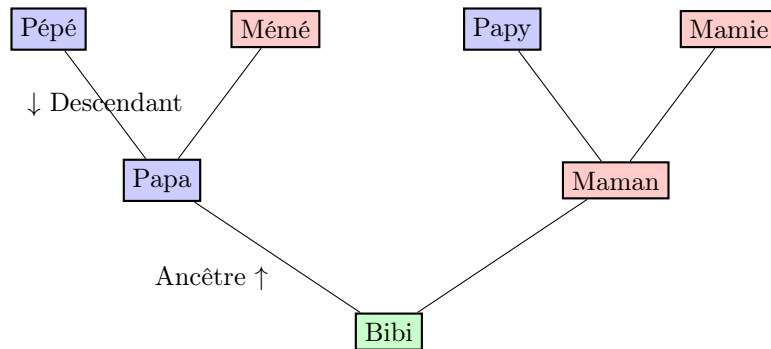 Pépé
Mémé
Papy
Mamie
↓ Descendant
Papa
Maman
Ancêtre ↑
Bibi